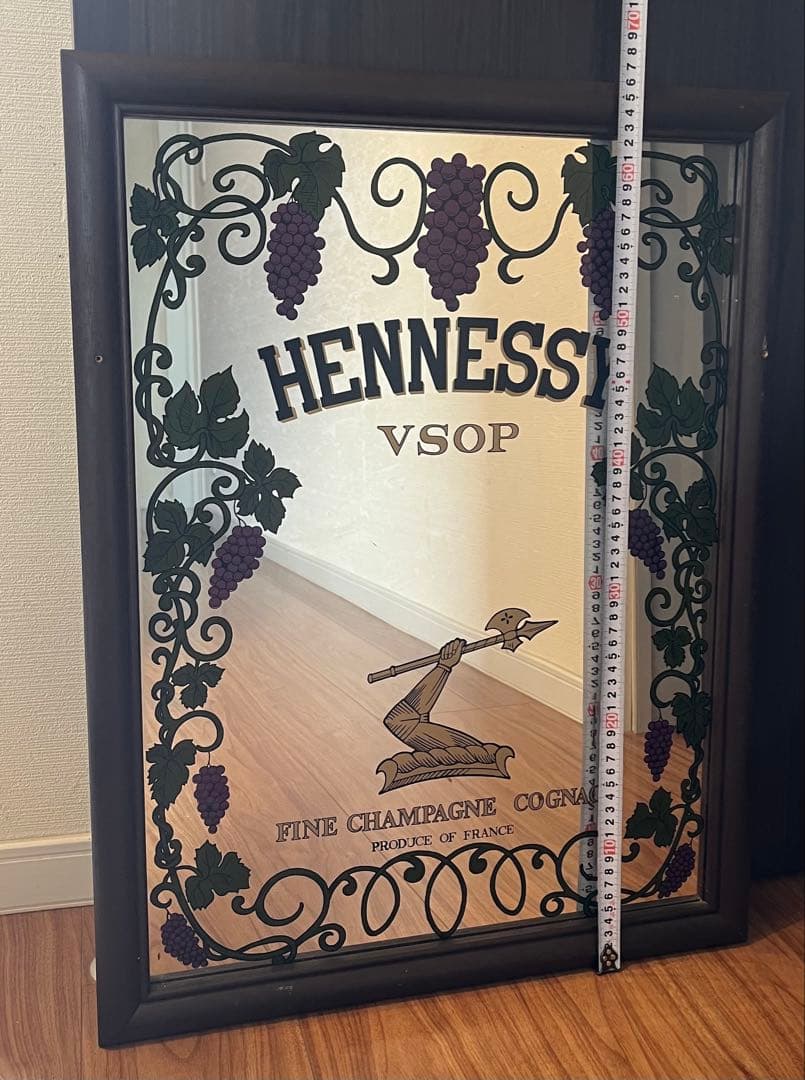 HENNESSY
VSOP
FINE CHAMPAGNE COGNAC
PRODUCE OF FRANCE